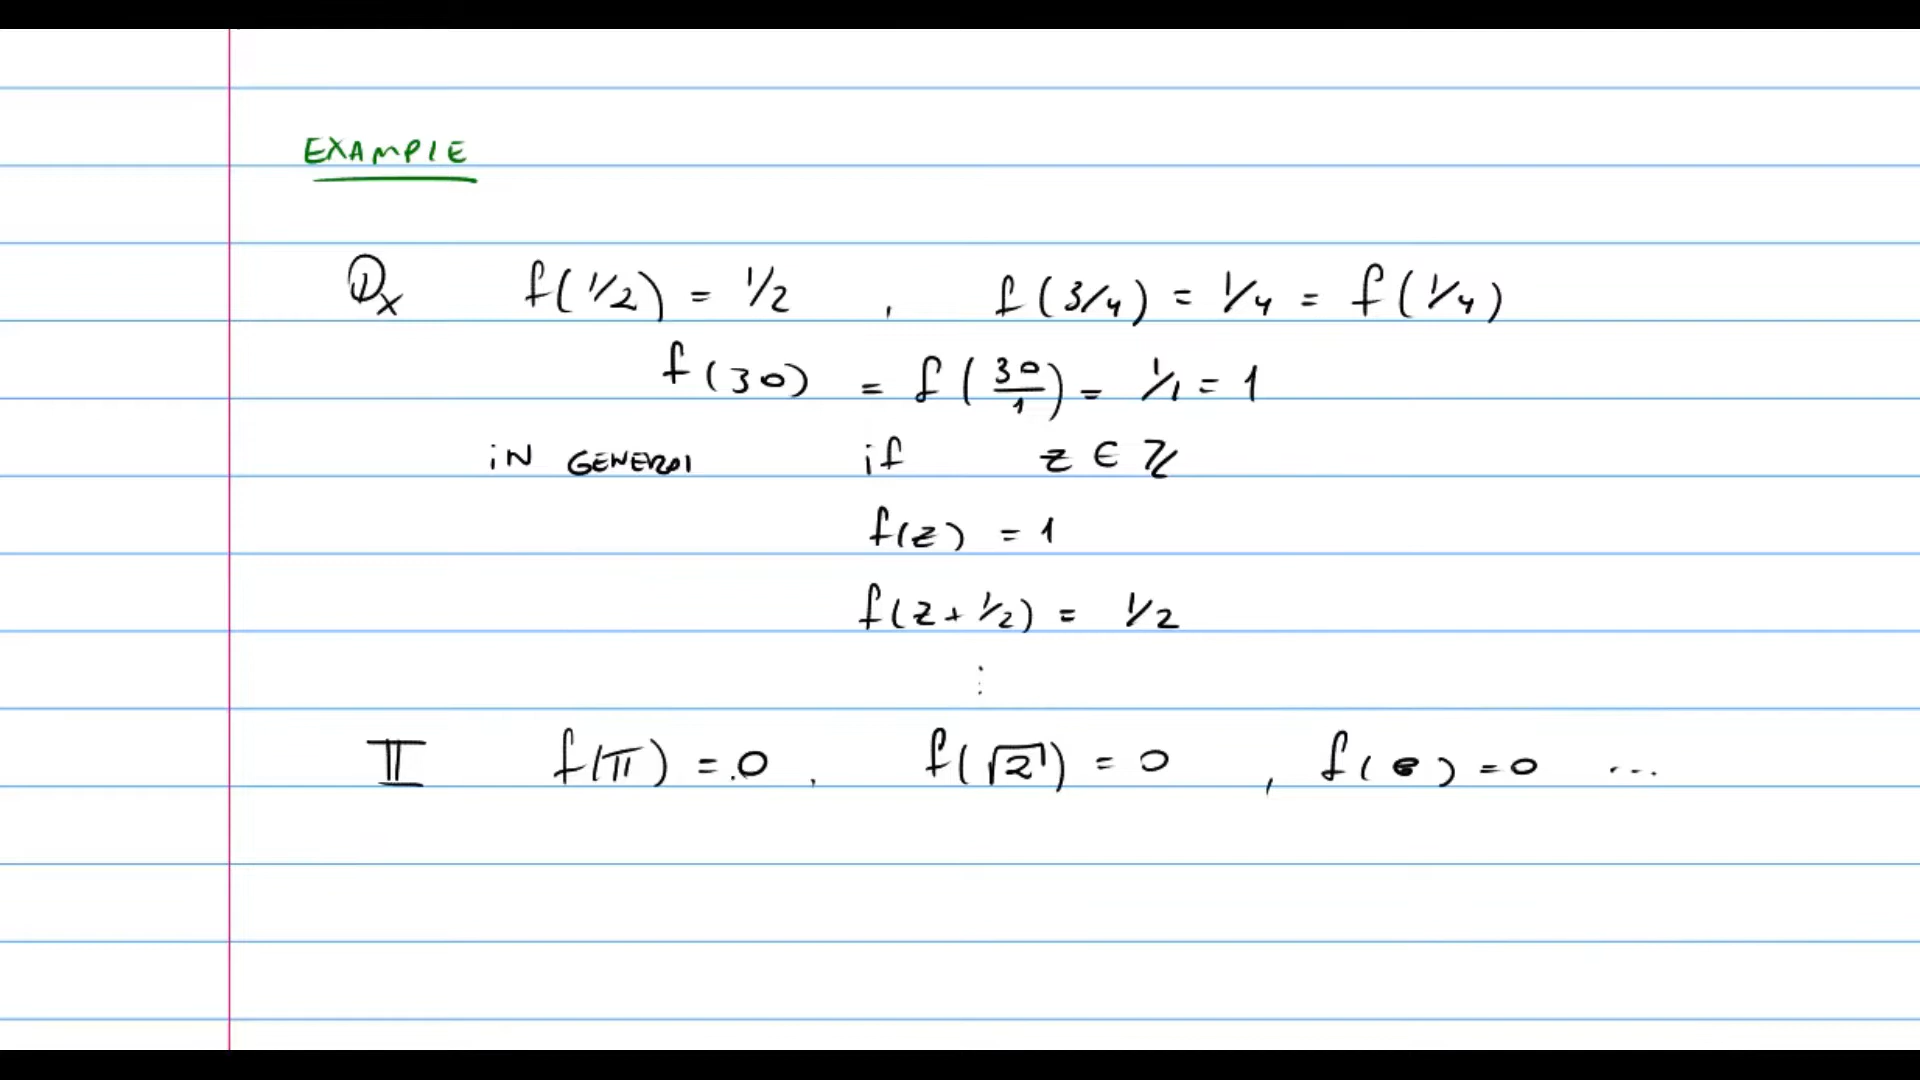 EXAMPLE
ℚₓ f(1/2) = 1/2 , f(3/4) = 1/4 = f(1/4)
f(30) = f(30/1) = 1/1 = 1
iN GENERAl if z ∈ ℤ
f(z) = 1
f(z + 1/2) = 1/2
⋮
𝕀 f(π) = 0 , f(√2) = 0 , f(e) = 0 ...